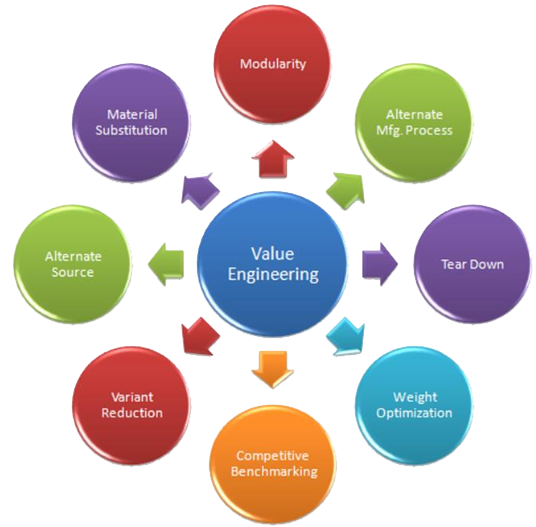 Modularity
Alternate
Mfg. Process
Tear Down
Weight
Optimization
Competitive
Benchmarking
Variant
Reduction
Alternate
Source
Material
Substitution
Value
Engineering